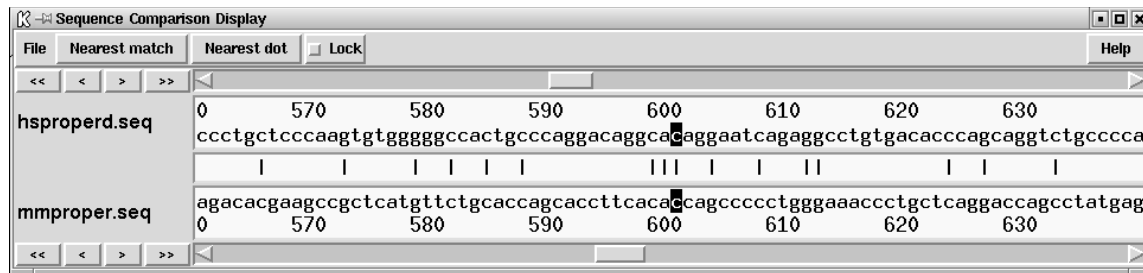 Sequence Comparison Display
File Nearest match Nearest dot Lock Help
<< < > >>
hsproperd.seq
0 570 580 590 600 610 620 630
ccctgctcccaagtgtgggggccactgcccaggacaggcacaggaatcagaggcctgtgacacccagcaggtctgcccca
mmproper.seq
agacacgaagccgctcatgttctgcaccagcaccttcacaccagccccctgggaaaccctgctcaggaccagcctatgag
0 570 580 590 600 610 620 630
<< < > >>